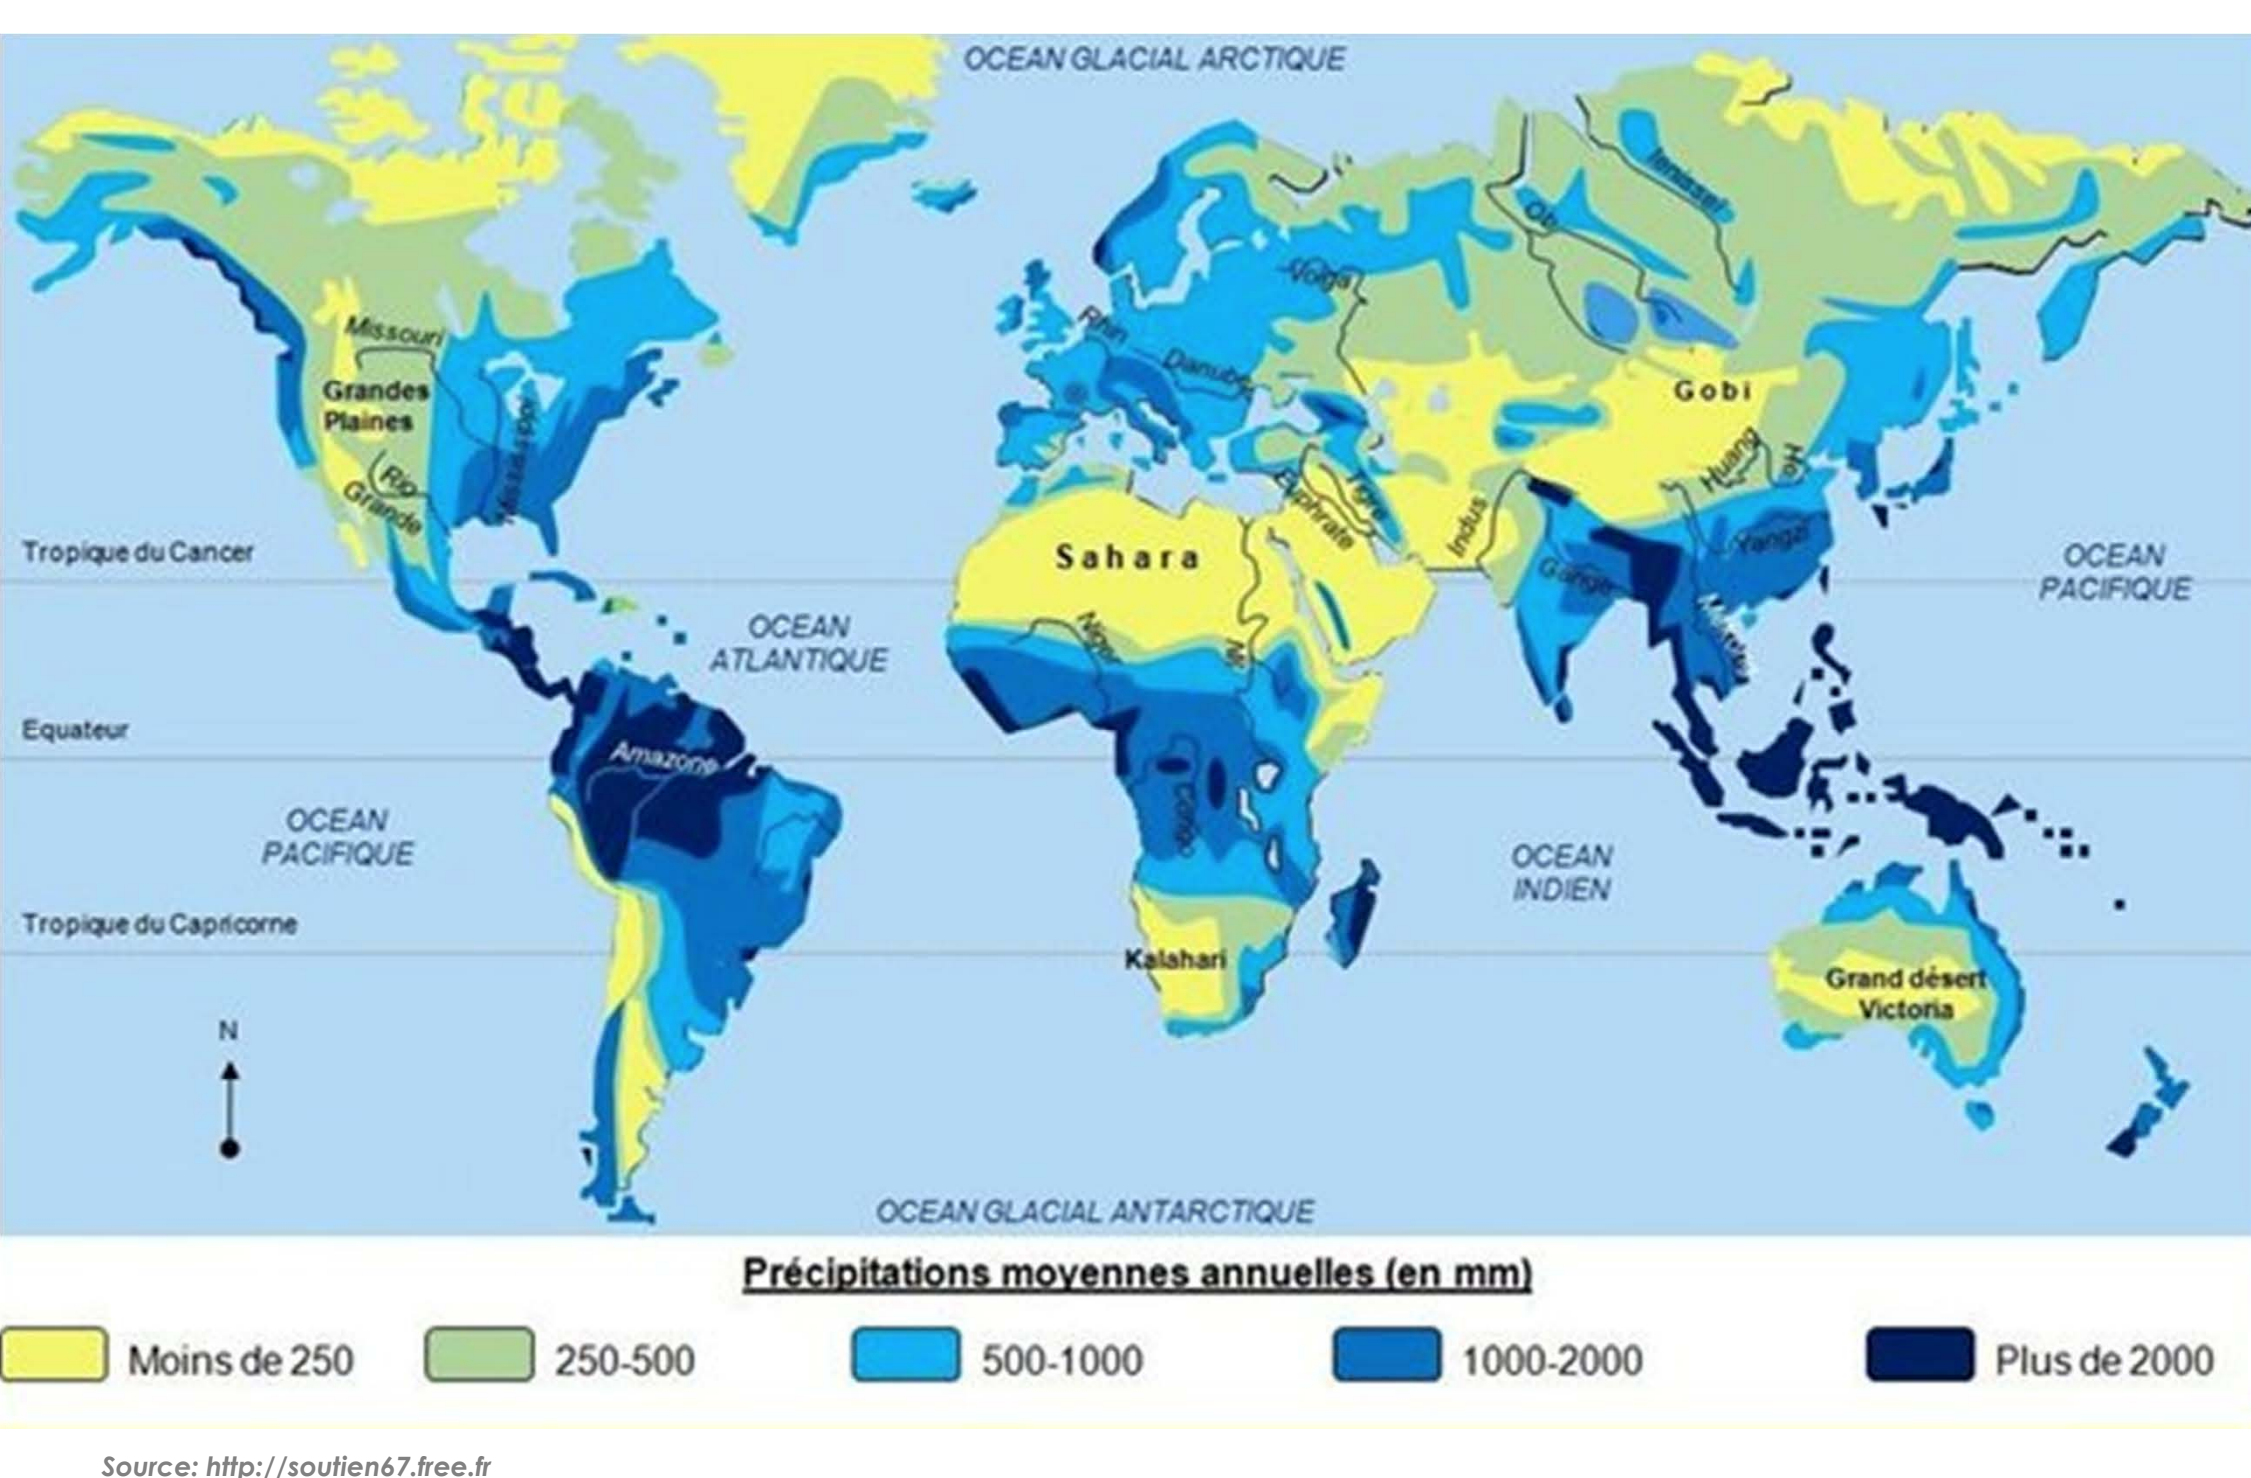 OCEAN GLACIAL ARCTIQUE
Ienisseï
Ob
Volga
Missouri
Rhin
Danube
Grandes
Plaines
Gobi
Mississippi
Huang
He
Rio
Grande
Tigre
Euphrate
Indus
Tropique du Cancer
Sahara
Yangzi
Gange
OCEAN
PACIFIQUE
OCEAN
ATLANTIQUE
Niger
Nil
Mékong
Equateur
Amazone
Congo
OCEAN
PACIFIQUE
OCEAN
INDIEN
Tropique du Capricorne
Kalahari
Grand désert
Victoria
N
OCEAN GLACIAL ANTARCTIQUE
Précipitations moyennes annuelles (en mm)
Moins de 250
250-500
500-1000
1000-2000
Plus de 2000
Source: http://soutien67.free.fr